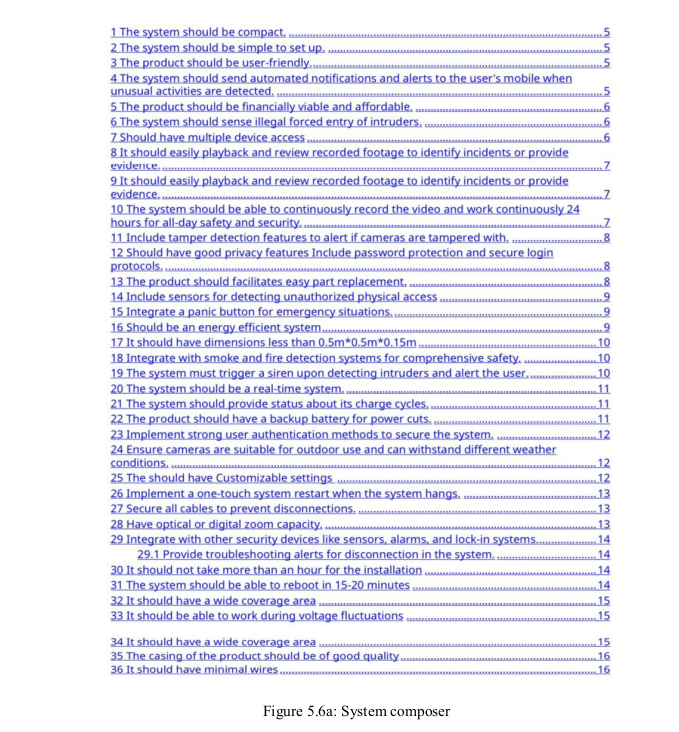 1 The system should be compact. ........ 5
2 The system should be simple to set up. ........ 5
3 The product should be user-friendly. ........ 5
4 The system should send automated notifications and alerts to the user's mobile when
unusual activities are detected. ........ 5
5 The product should be financially viable and affordable. ........ 6
6 The system should sense illegal forced entry of intruders. ........ 6
7 Should have multiple device access ........ 6
8 It should easily playback and review recorded footage to identify incidents or provide
evidence. ........ 7
9 It should easily playback and review recorded footage to identify incidents or provide
evidence. ........ 7
10 The system should be able to continuously record the video and work continuously 24
hours for all-day safety and security. ........ 7
11 Include tamper detection features to alert if cameras are tampered with. ........ 8
12 Should have good privacy features Include password protection and secure login
protocols. ........ 8
13 The product should facilitates easy part replacement. ........ 8
14 Include sensors for detecting unauthorized physical access ........ 9
15 Integrate a panic button for emergency situations. ........ 9
16 Should be an energy efficient system ........ 9
17 It should have dimensions less than 0.5m*0.5m*0.15m ........ 10
18 Integrate with smoke and fire detection systems for comprehensive safety. ........ 10
19 The system must trigger a siren upon detecting intruders and alert the user. ........ 10
20 The system should be a real-time system. ........ 11
21 The system should provide status about its charge cycles. ........ 11
22 The product should have a backup battery for power cuts. ........ 11
23 Implement strong user authentication methods to secure the system. ........ 12
24 Ensure cameras are suitable for outdoor use and can withstand different weather
conditions. ........ 12
25 The should have Customizable settings ........ 12
26 Implement a one-touch system restart when the system hangs. ........ 13
27 Secure all cables to prevent disconnections. ........ 13
28 Have optical or digital zoom capacity. ........ 13
29 Integrate with other security devices like sensors, alarms, and lock-in systems. ........ 14
29.1 Provide troubleshooting alerts for disconnection in the system. ........ 14
30 It should not take more than an hour for the installation ........ 14
31 The system should be able to reboot in 15-20 minutes ........ 14
32 It should have a wide coverage area ........ 15
33 It should be able to work during voltage fluctuations ........ 15
34 It should have a wide coverage area ........ 15
35 The casing of the product should be of good quality ........ 16
36 It should have minimal wires ........ 16
Figure 5.6a: System composer